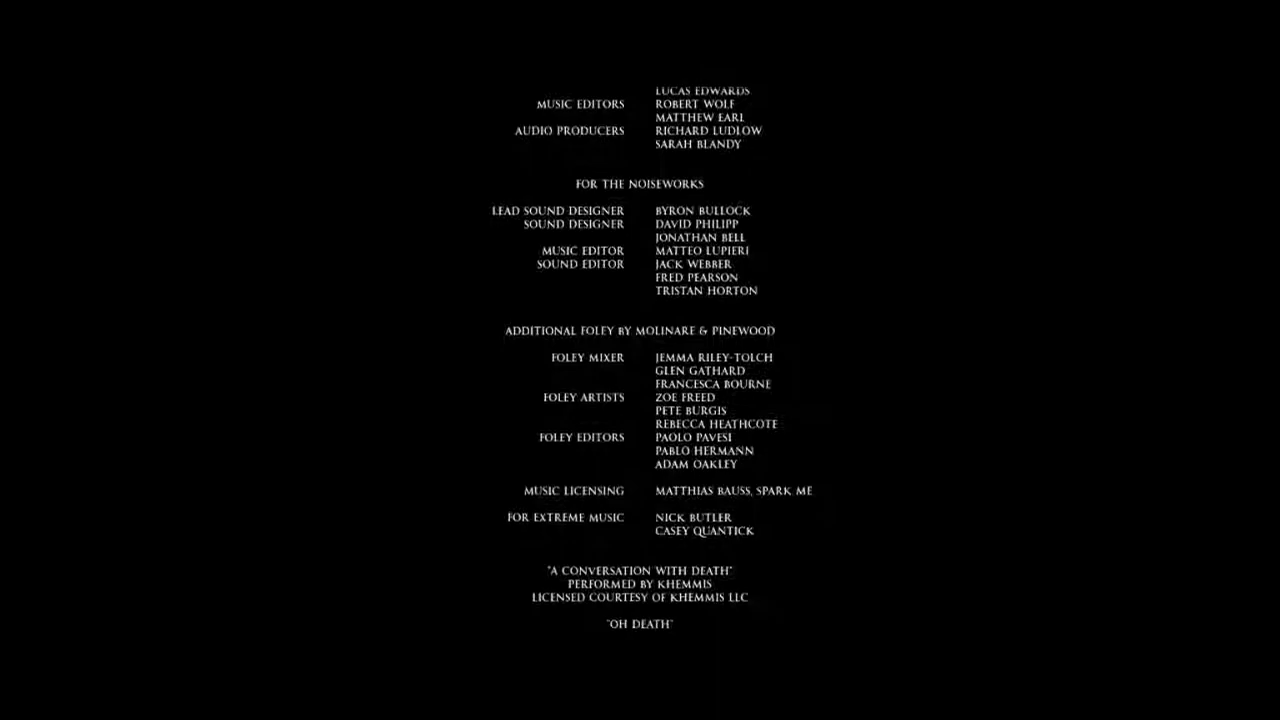 LUCAS EDWARDS
MUSIC EDITORS ROBERT WOLF
MATTHEW EARL
AUDIO PRODUCERS RICHARD LUDLOW
SARAH BLANDY
FOR THE NOISEWORKS
LEAD SOUND DESIGNER BYRON BULLOCK
SOUND DESIGNER DAVID PHILIPP
JONATHAN BELL
MUSIC EDITOR MATTEO LUPIERI
SOUND EDITOR JACK WEBBER
FRED PEARSON
TRISTAN HORTON
ADDITIONAL FOLEY BY MOLINARE & PINEWOOD
FOLEY MIXER JEMMA RILEY-TOLCH
GLEN GATHARD
FRANCESCA BOURNE
FOLEY ARTISTS ZOE FREED
PETE BURGIS
REBECCA HEATHCOTE
FOLEY EDITORS PAOLO PAVESI
PABLO HERMANN
ADAM OAKLEY
MUSIC LICENSING MATTHIAS BAUSS, SPARK ME
FOR EXTREME MUSIC NICK BUTLER
CASEY QUANTICK
"A CONVERSATION WITH DEATH"
PERFORMED BY KHEMMIS
LICENSED COURTESY OF KHEMMIS LLC
"OH DEATH"